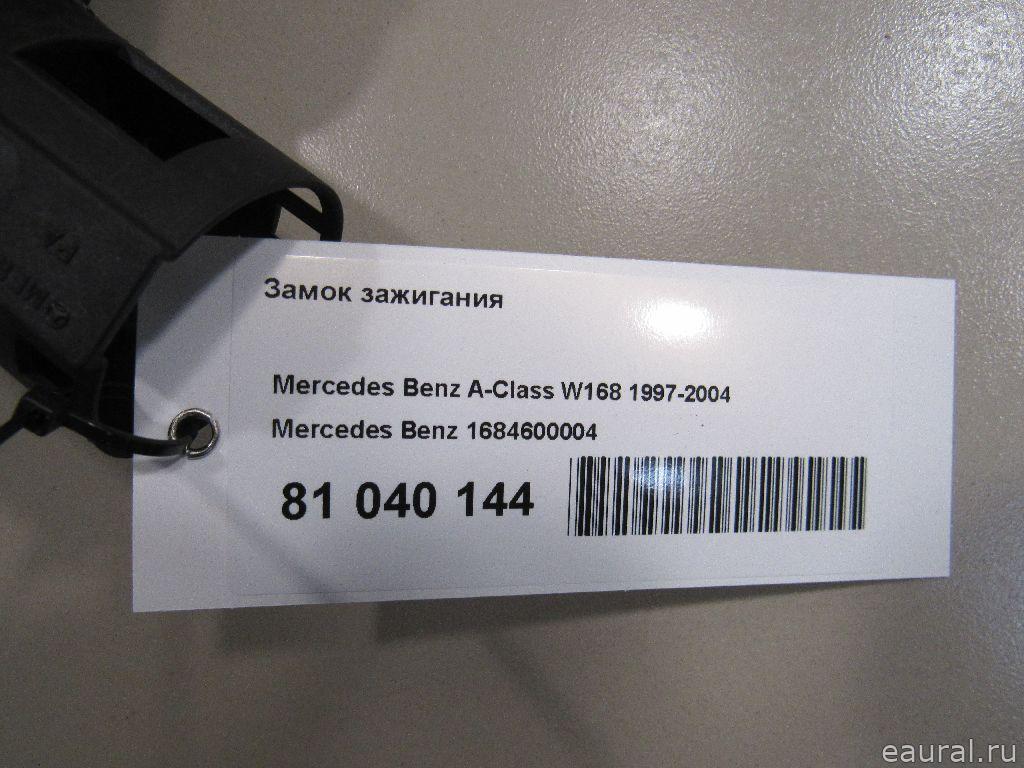 Замок зажигания
Mercedes Benz A-Class W168 1997-2004
Mercedes Benz 1684600004
81 040 144
eaural.ru